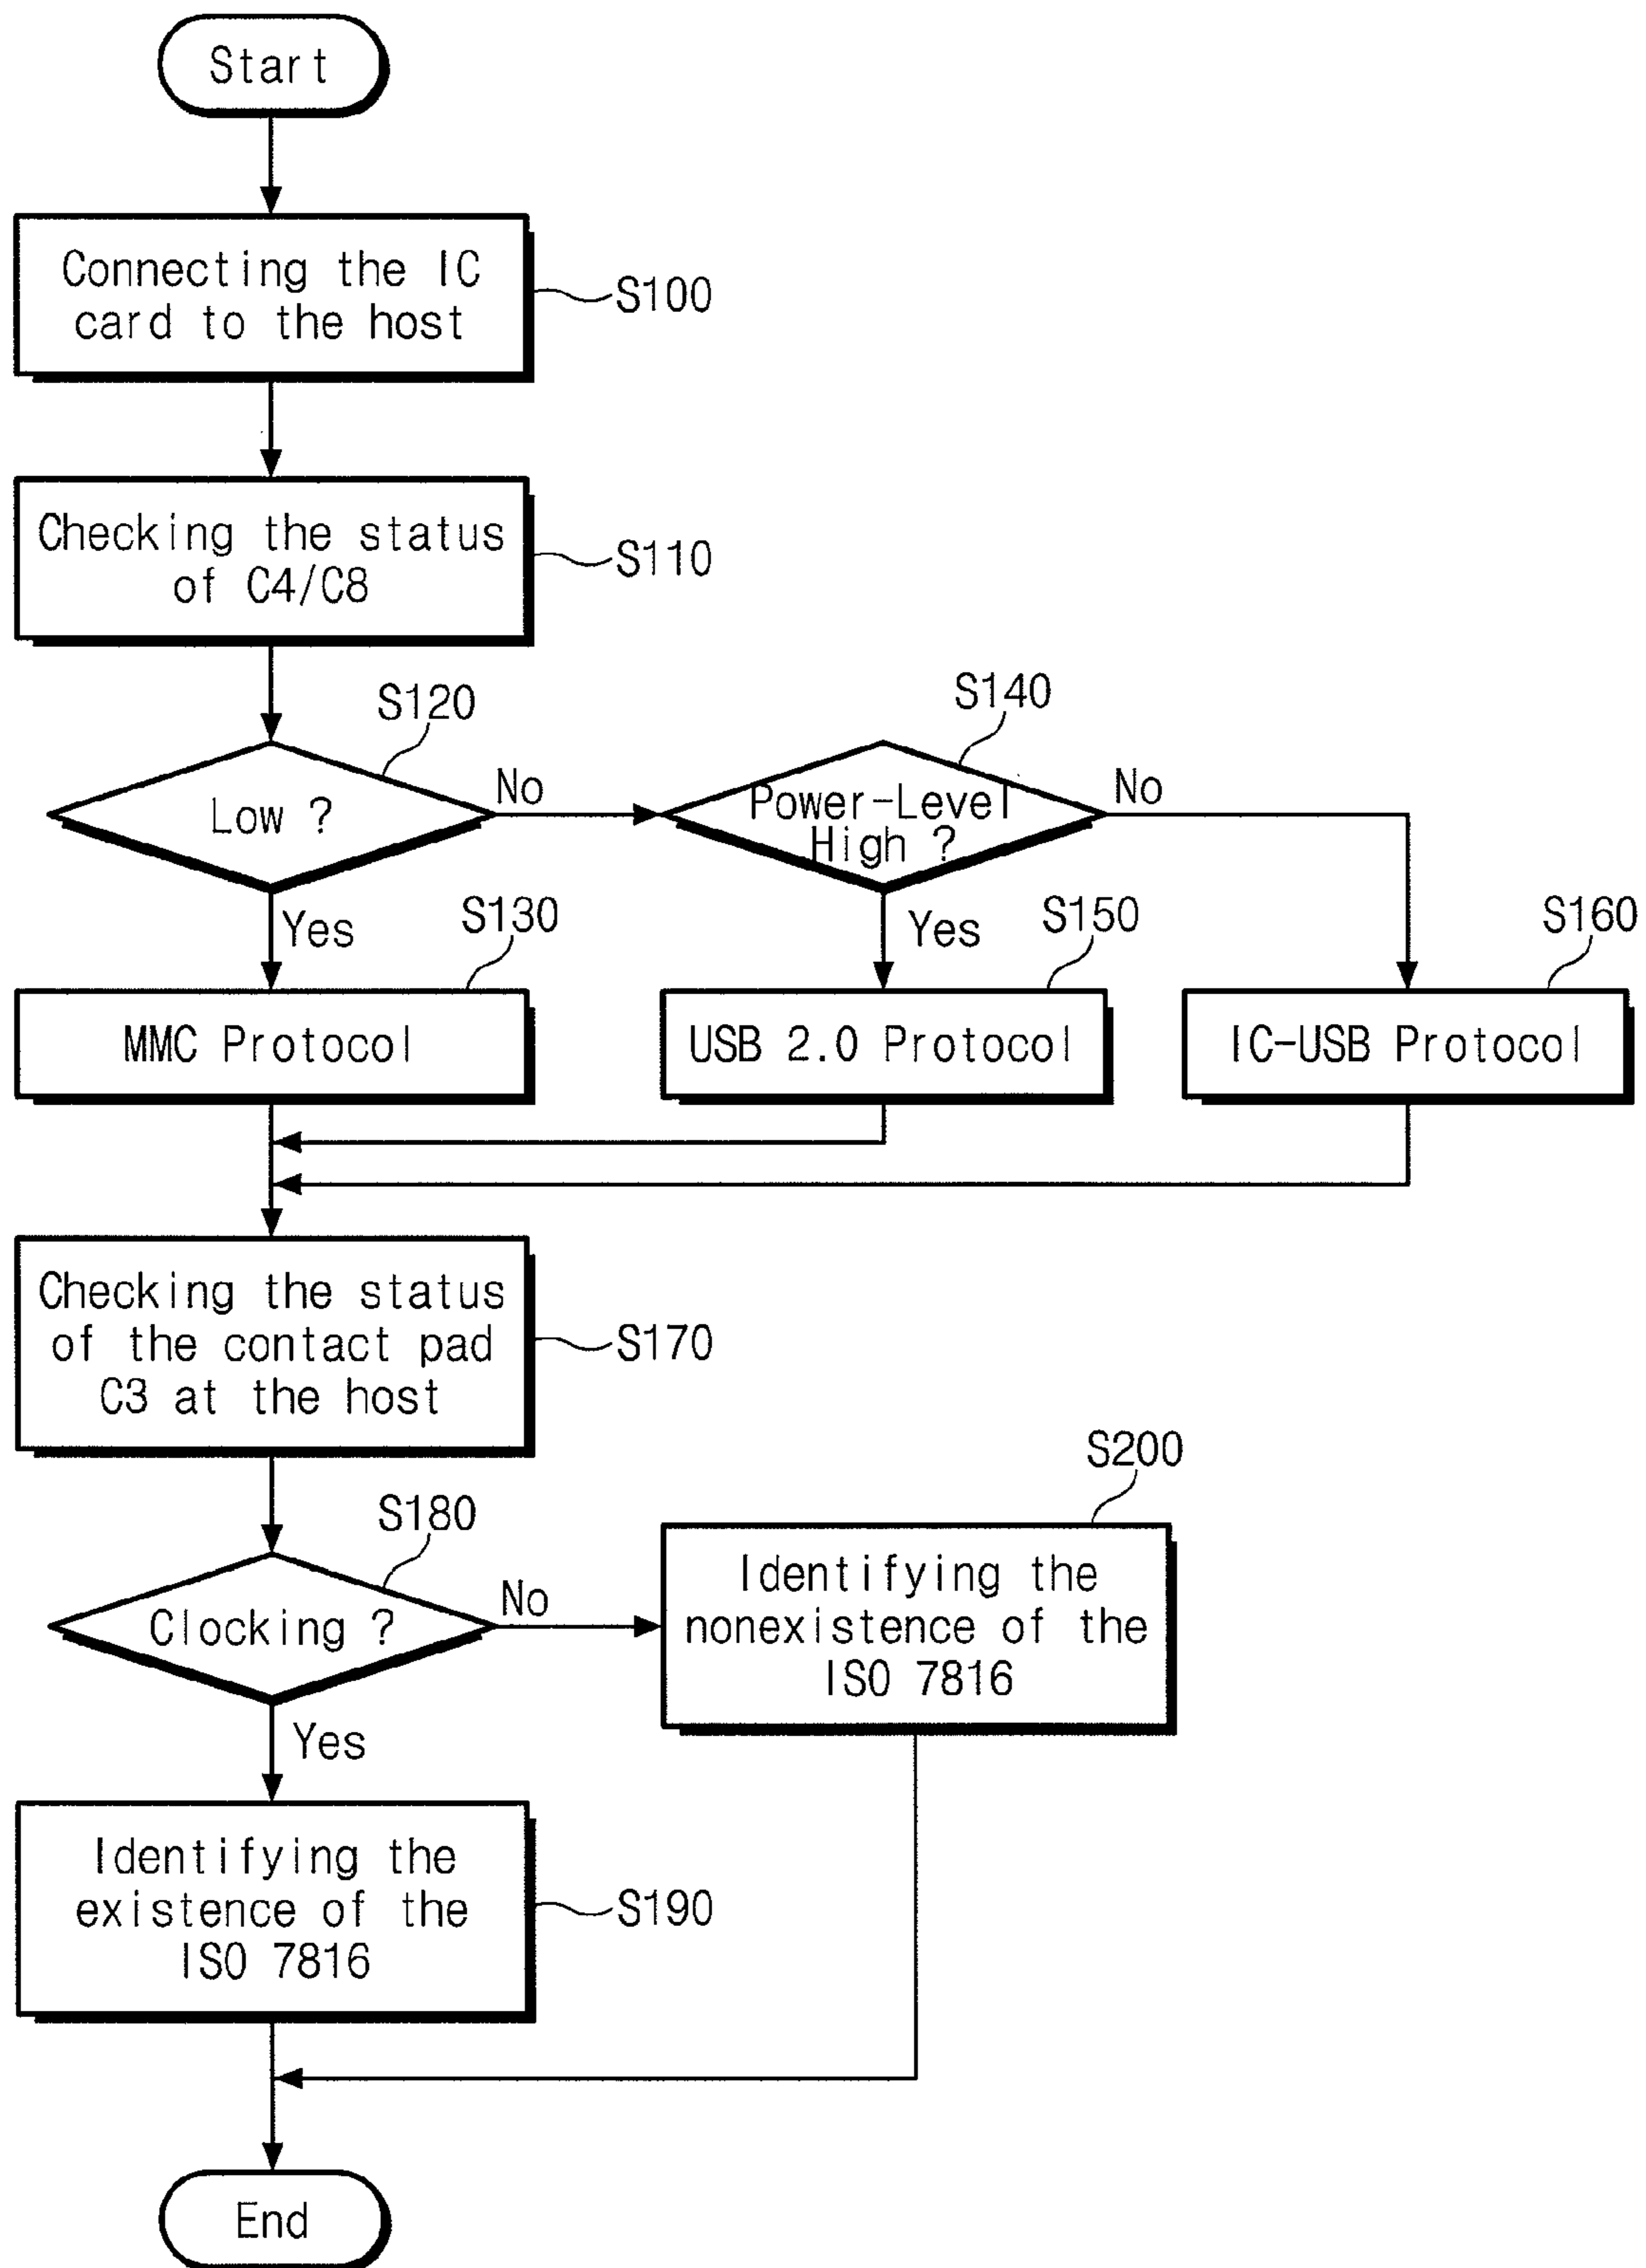 Start
Connecting the IC
card to the host
S100
Checking the status
of C4/C8
S110
S120
Low ?
No
S140
Power-Level
High ?
No
Yes
S130
MMC Protocol
Yes
S150
USB 2.0 Protocol
S160
IC-USB Protocol
Checking the status
of the contact pad
C3 at the host
S170
S180
Clocking ?
No
S200
Identifying the
nonexistence of the
ISO 7816
Yes
Identifying the
existence of the
ISO 7816
S190
End